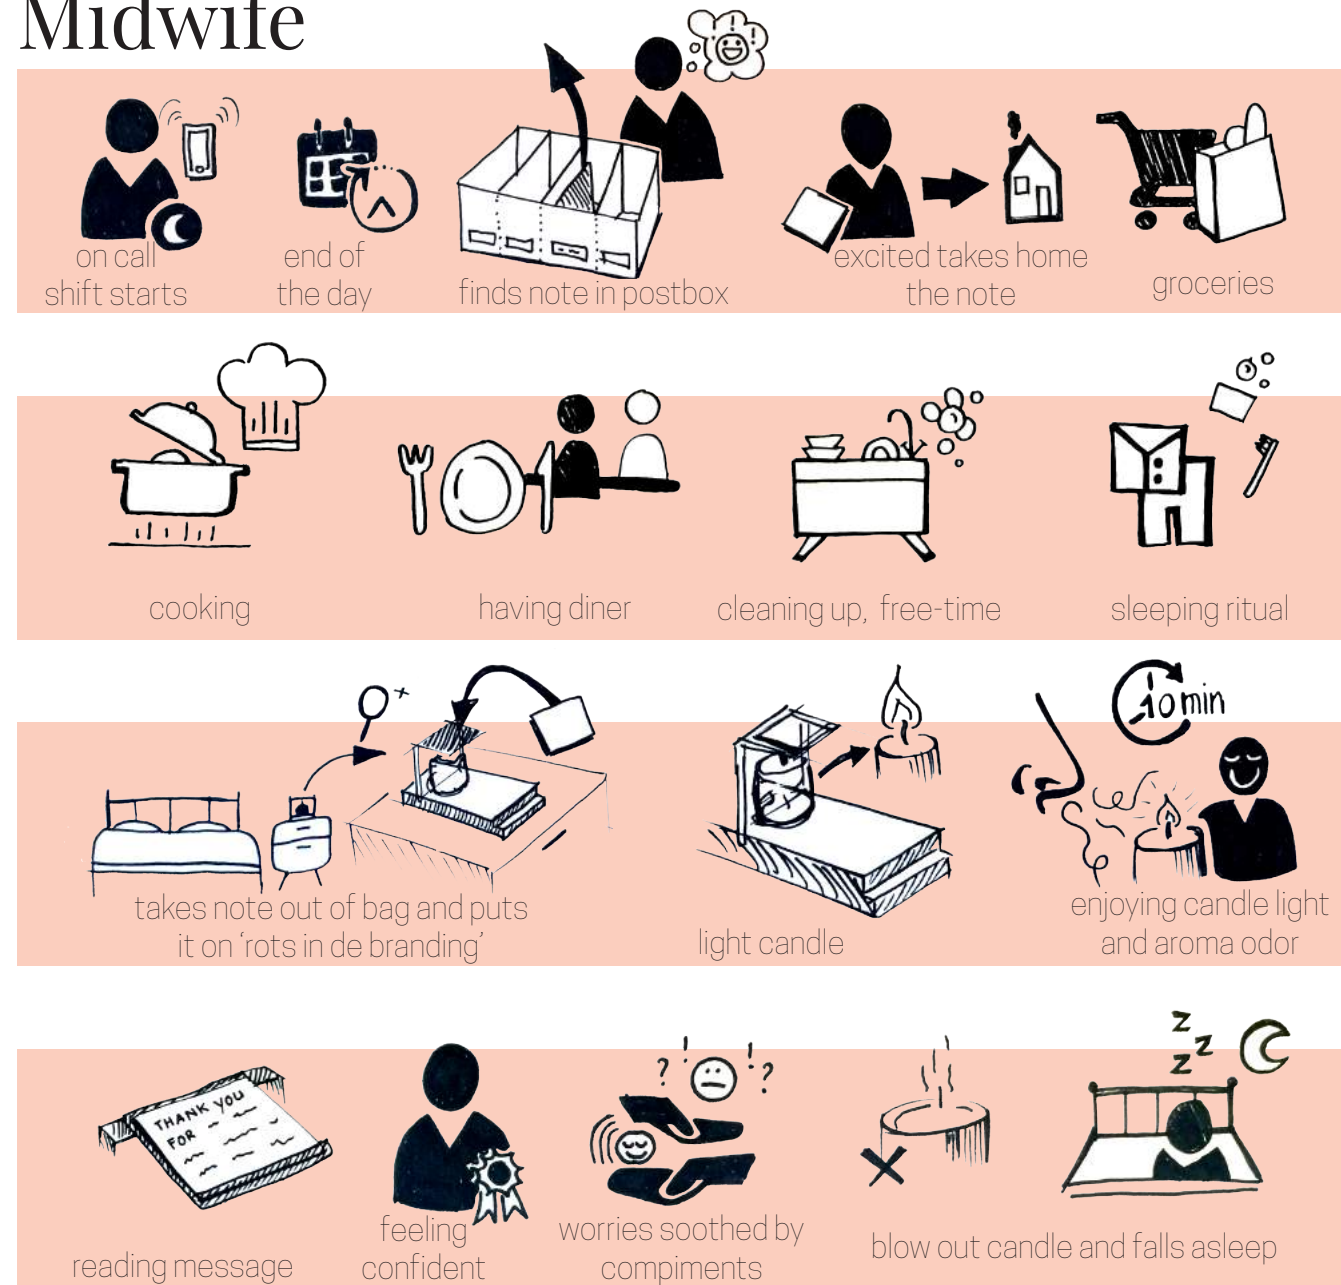 Midwife
on call
shift starts
end of
the day
finds note in postbox
excited takes home
the note
groceries
cooking
having diner
cleaning up, free-time
sleeping ritual
10 min
takes note out of bag and puts
it on ‘rots in de branding’
light candle
enjoying candle light
and aroma odor
THANK YOU
FOR
reading message
feeling
confident
? ! ! ?
worries soothed by
compiments
z
z
z
blow out candle and falls asleep